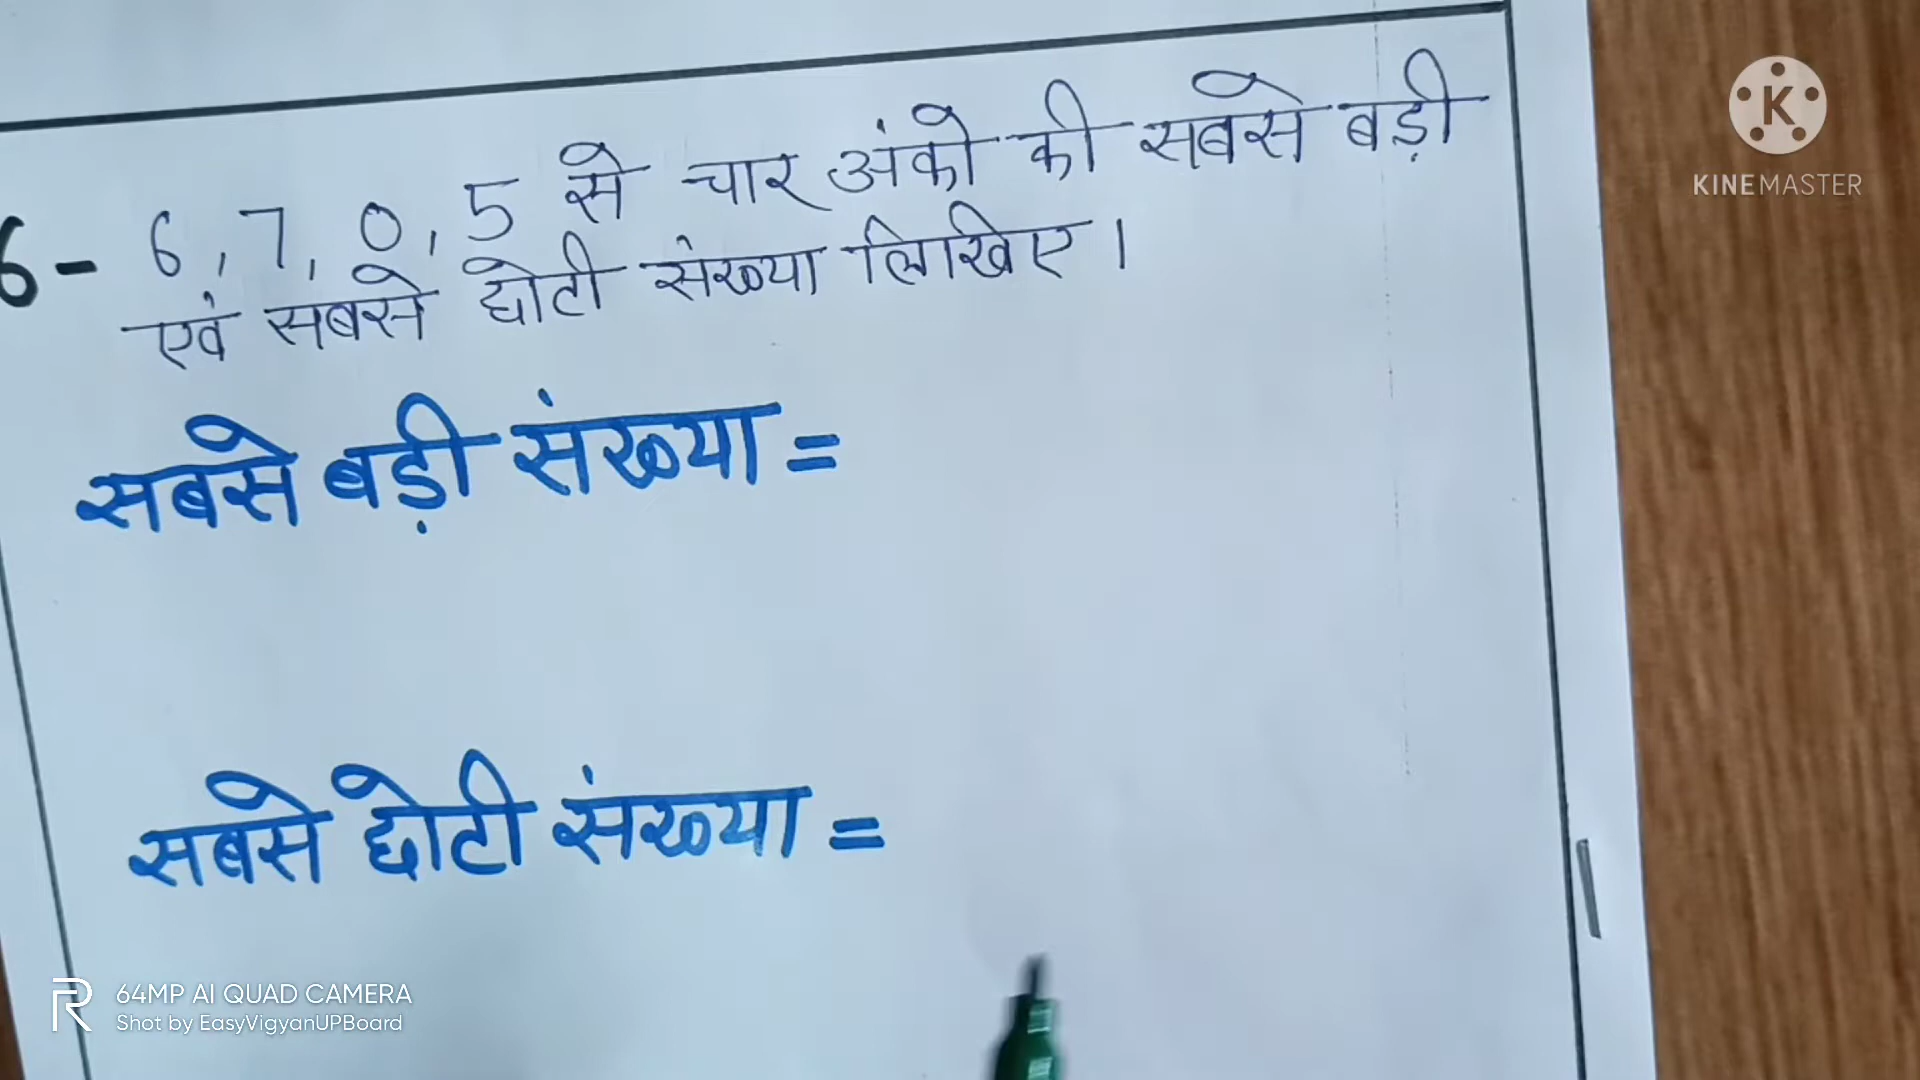 6- 6, 7, 0, 5 से चार अंको की सबसे बड़ी
एवं सबसे छोटी संख्या लिखिए।
सबसे बड़ी संख्या =
सबसे छोटी संख्या =
K
KINEMASTER
R 64MP AI QUAD CAMERA
Shot by EasyVigyanUPBoard